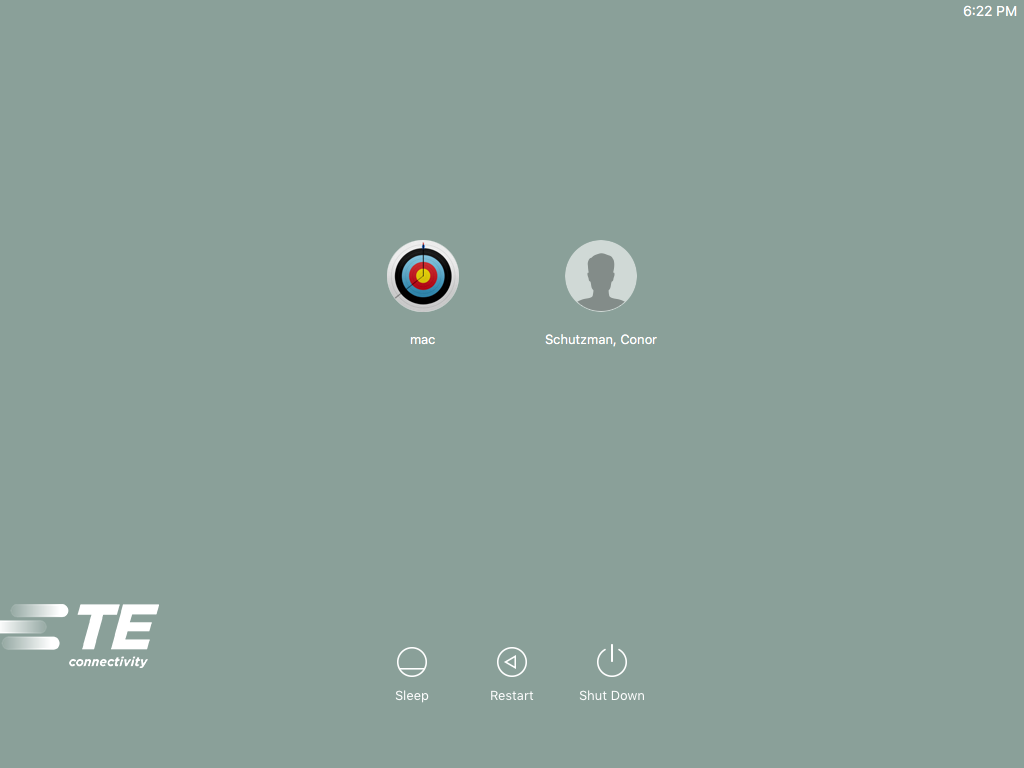 6:22 PM
mac
Schutzman, Conor
TE
connectivity
Sleep
Restart
Shut Down